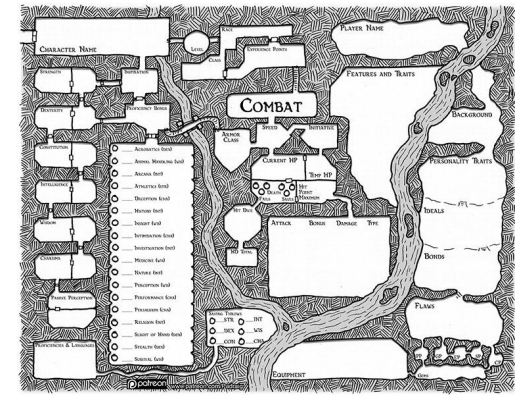 Character Name
Race
Level
Class
Experience Points
Player Name
Strength
Inspiration
Features and Traits
Dexterity
Proficiency Bonus
Combat
Background
Speed
Initiative
Armor Class
Constitution
Acrobatics (dex)
Animal Handling (wis)
Arcana (int)
Athletics (str)
Deception (cha)
History (int)
Insight (wis)
Intimidation (cha)
Investigation (int)
Medicine (wis)
Nature (int)
Perception (wis)
Performance (cha)
Persuasion (cha)
Religion (int)
Sleight of Hand (dex)
Stealth (dex)
Survival (wis)
Current HP
Temp HP
Personality Traits
Intelligence
Death
Fails
Saves
Hit Point Maximum
Hit Dice
Attack Bonus Damage Type
Ideals
Wisdom
HD Total
Bonds
Charisma
Passive Perception
Saving Throws
STR INT
DEX WIS
CON CHA
Flaws
Proficiencies & Languages
Equipment
Gems
patreon